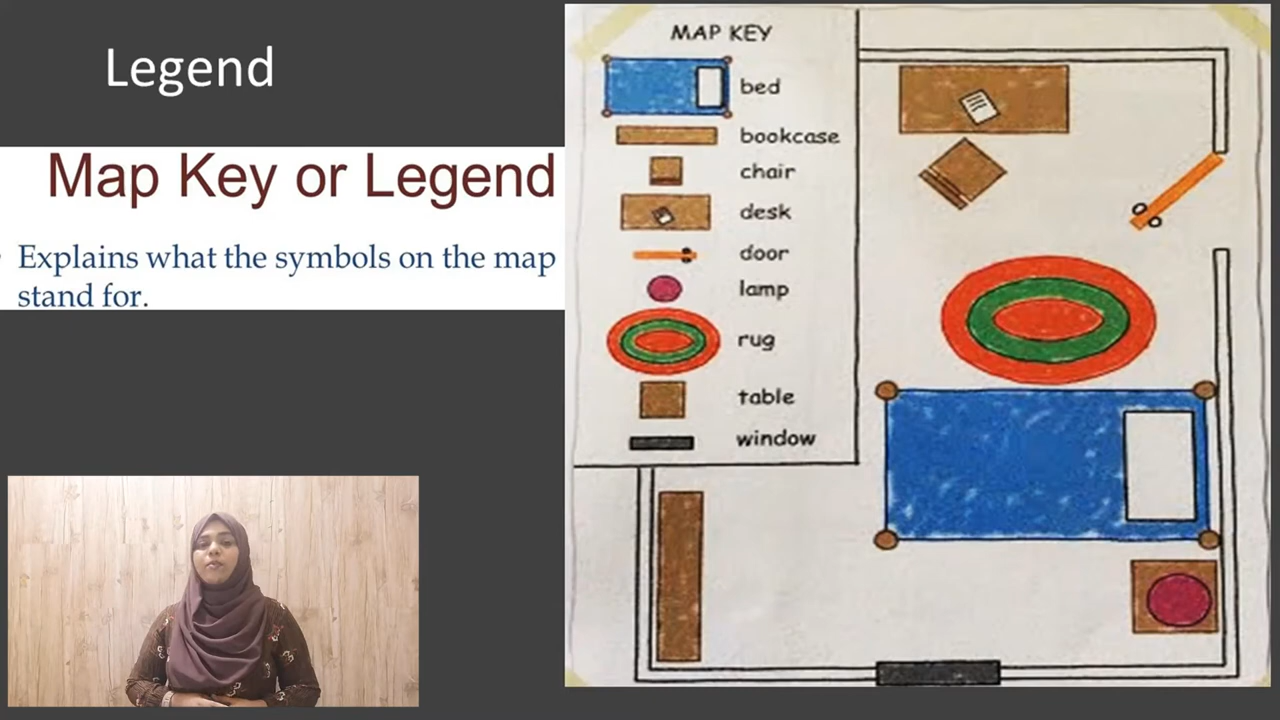 Legend
Map Key or Legend
Explains what the symbols on the map
stand for.
MAP KEY
bed
bookcase
chair
desk
door
lamp
rug
table
window